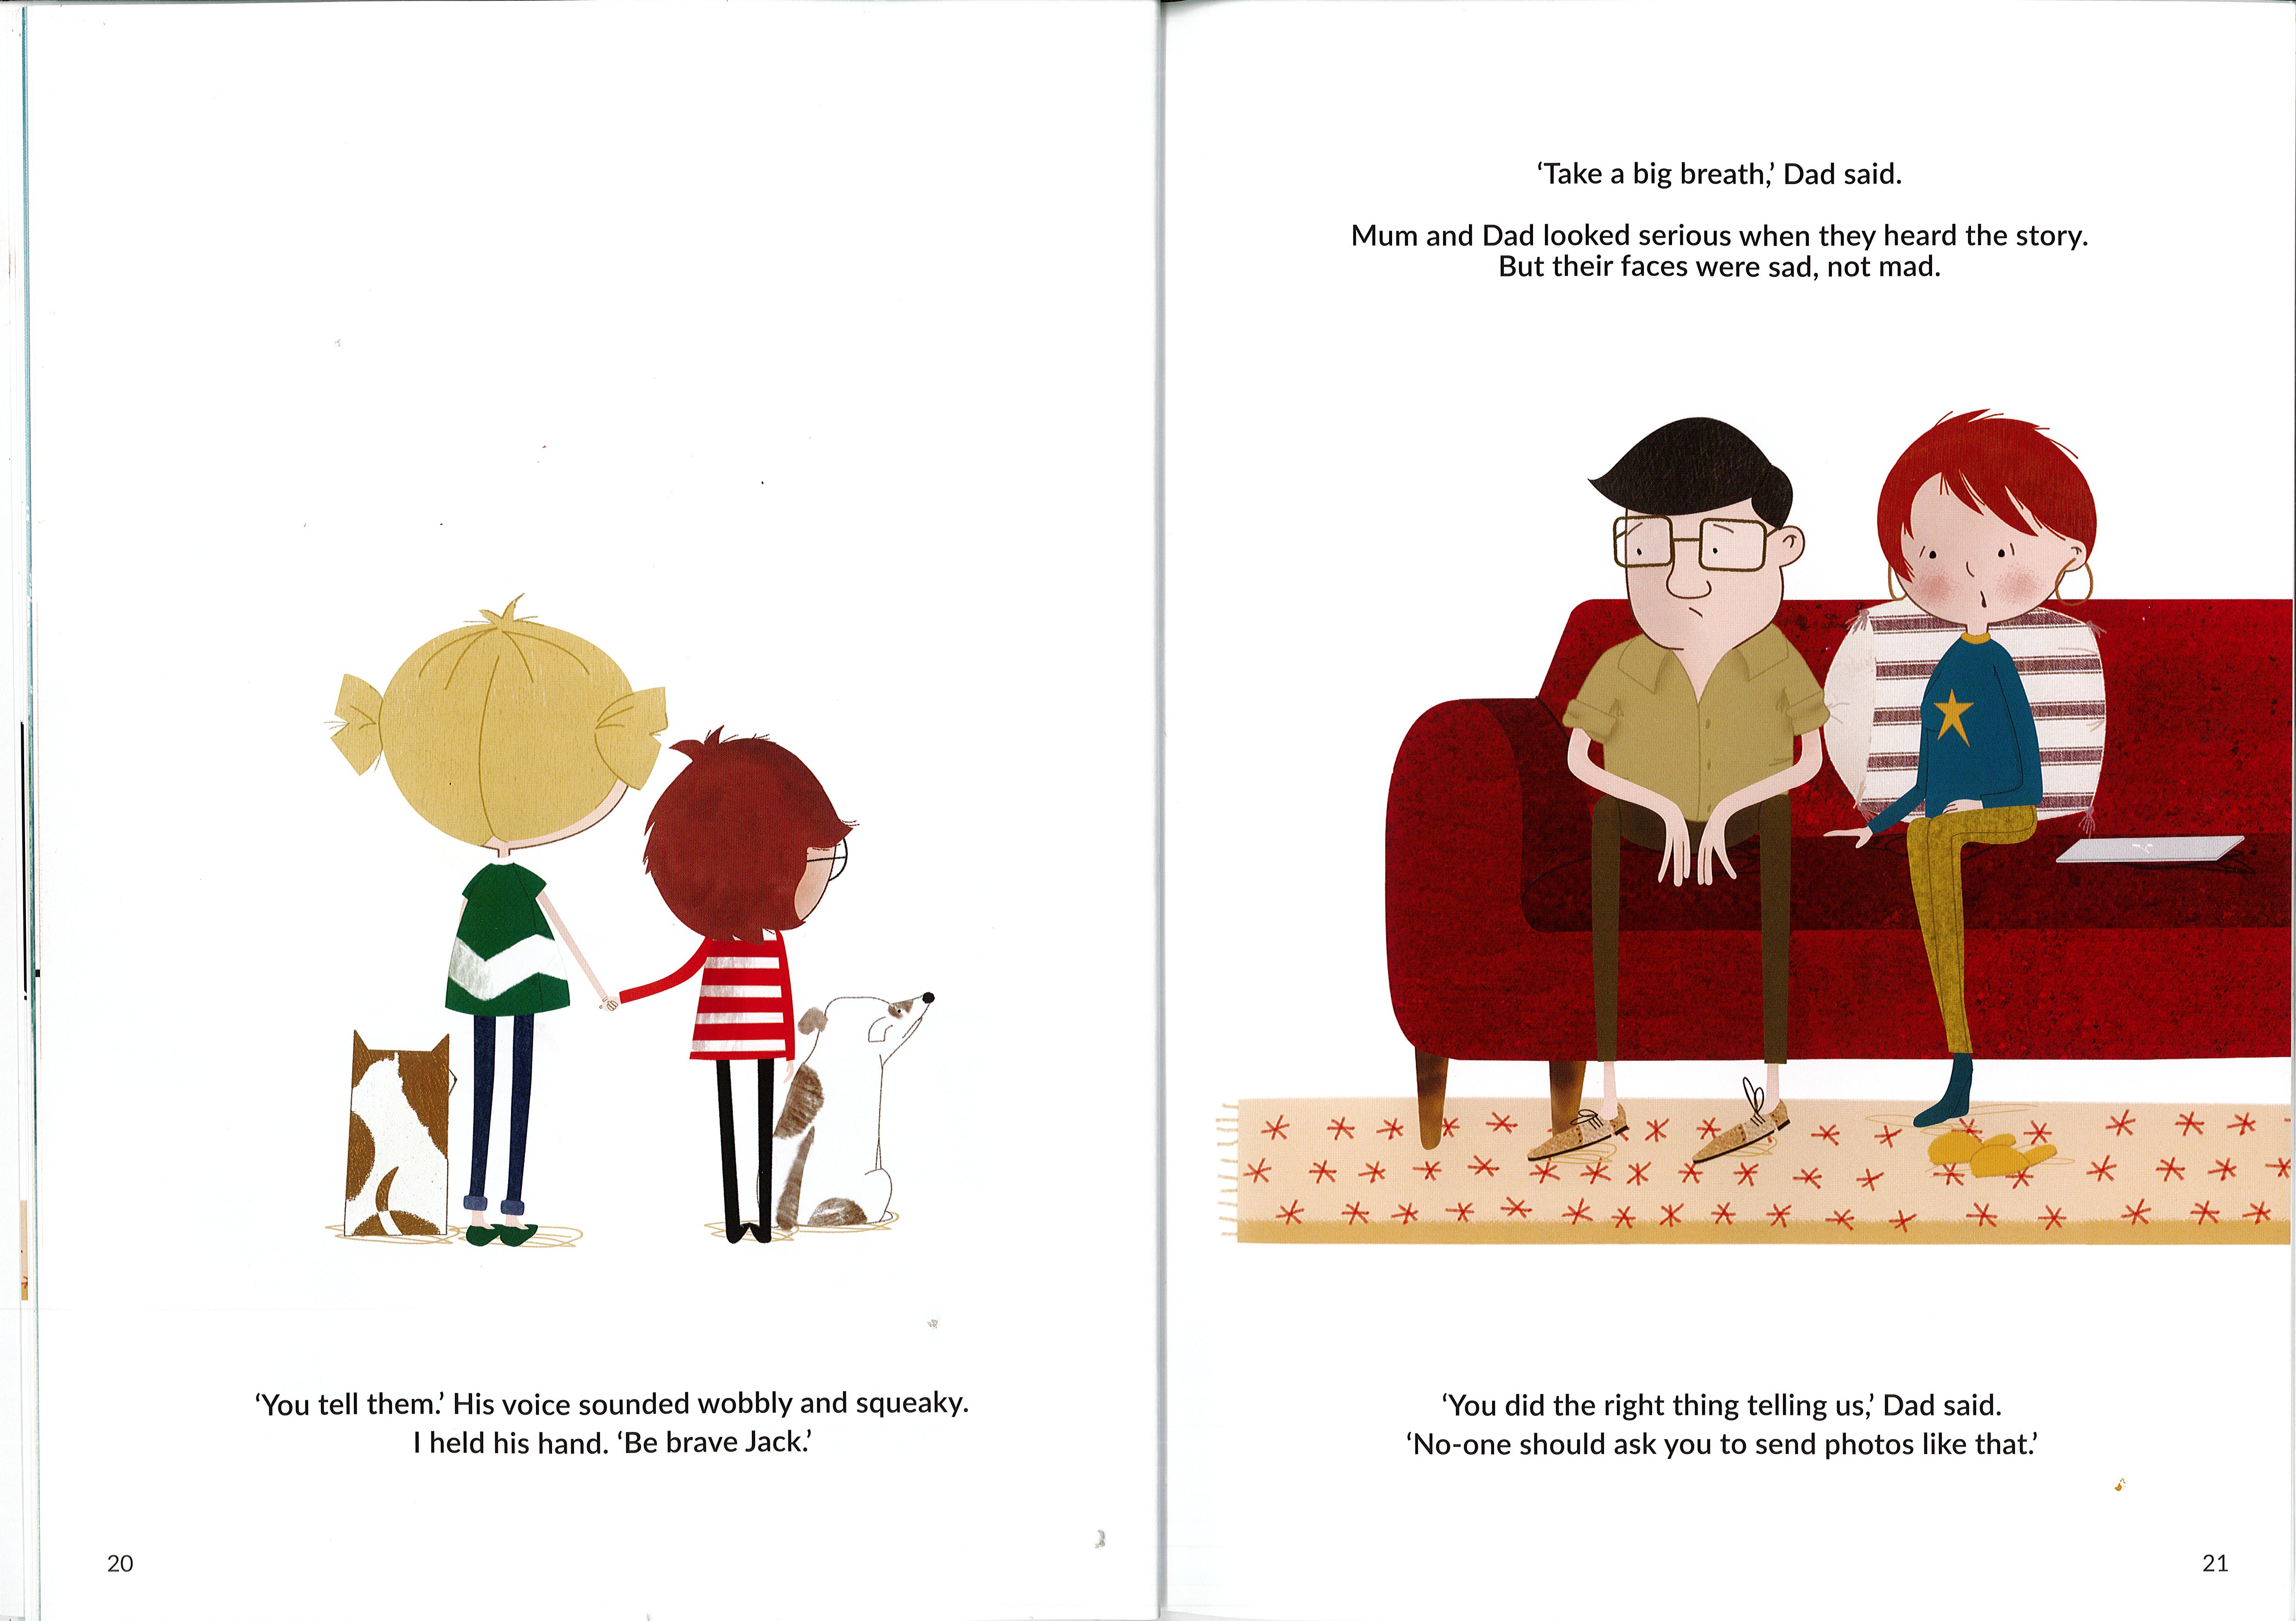 ‘You tell them.’ His voice sounded wobbly and squeaky.
I held his hand. ‘Be brave Jack.’
20
‘Take a big breath,’ Dad said.
Mum and Dad looked serious when they heard the story.
But their faces were sad, not mad.
‘You did the right thing telling us,’ Dad said.
‘No-one should ask you to send photos like that.’
21